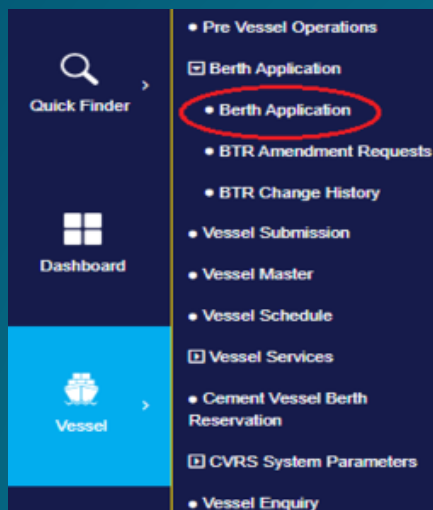 Quick Finder
Dashboard
Vessel
• Pre Vessel Operations
Berth Application
• Berth Application
• BTR Amendment Requests
• BTR Change History
• Vessel Submission
• Vessel Master
• Vessel Schedule
Vessel Services
• Cement Vessel Berth
Reservation
CVRS System Parameters
• Vessel Enquiry